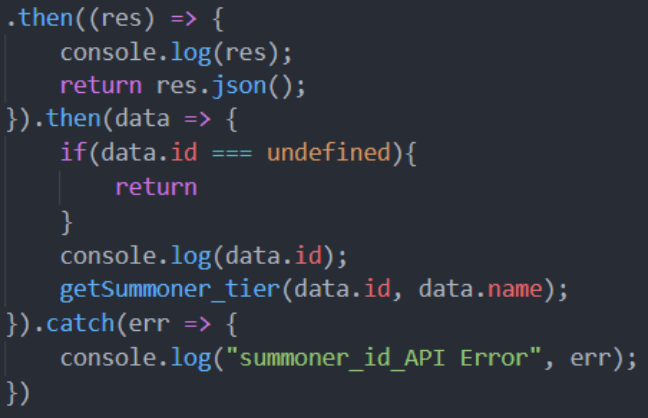 .then((res) => {
console.log(res);
return res.json();
}).then(data => {
if(data.id === undefined){
return
}
console.log(data.id);
getSummoner_tier(data.id, data.name);
}).catch(err => {
console.log("summoner_id_API Error", err);
})